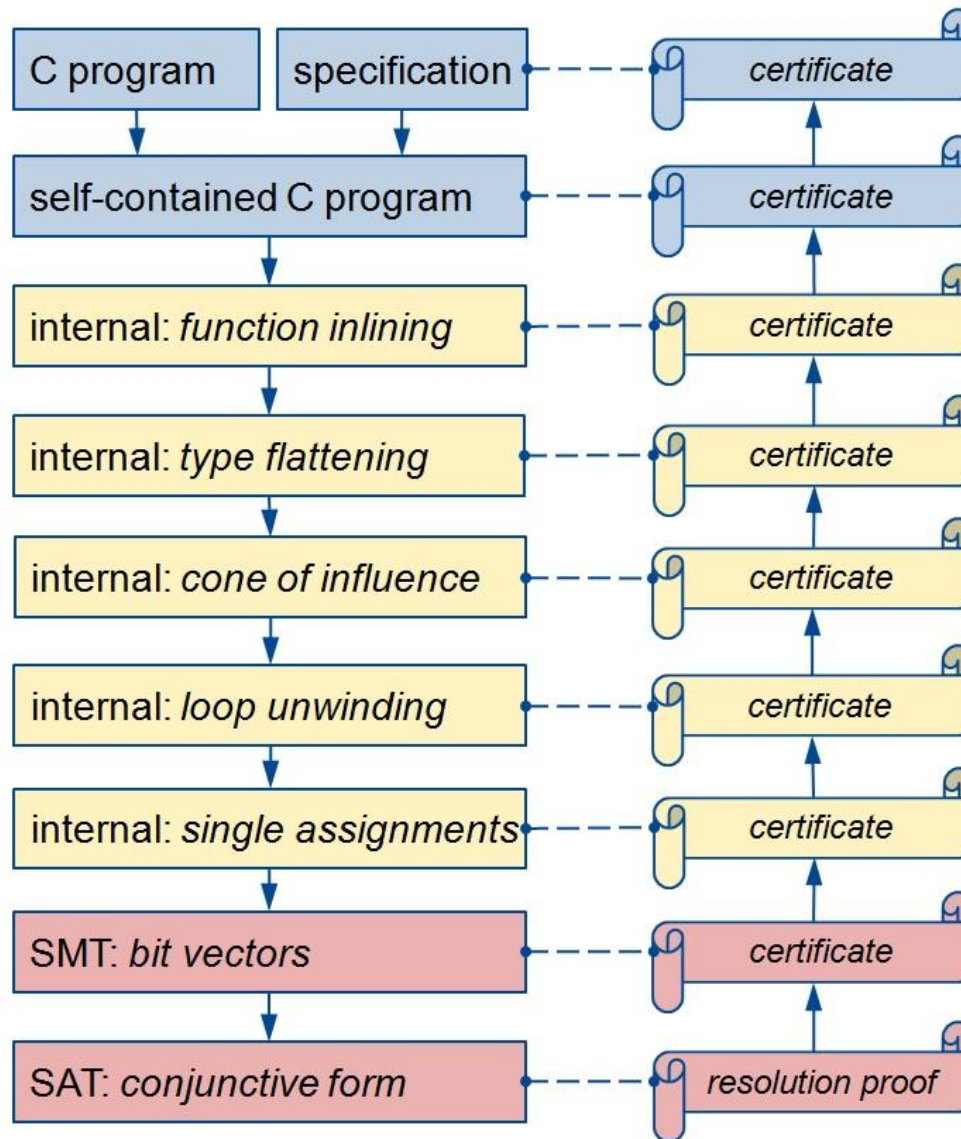 C program
specification
certificate
self-contained C program
certificate
internal: function inlining
certificate
internal: type flattening
certificate
internal: cone of influence
certificate
internal: loop unwinding
certificate
internal: single assignments
certificate
SMT: bit vectors
certificate
SAT: conjunctive form
resolution proof